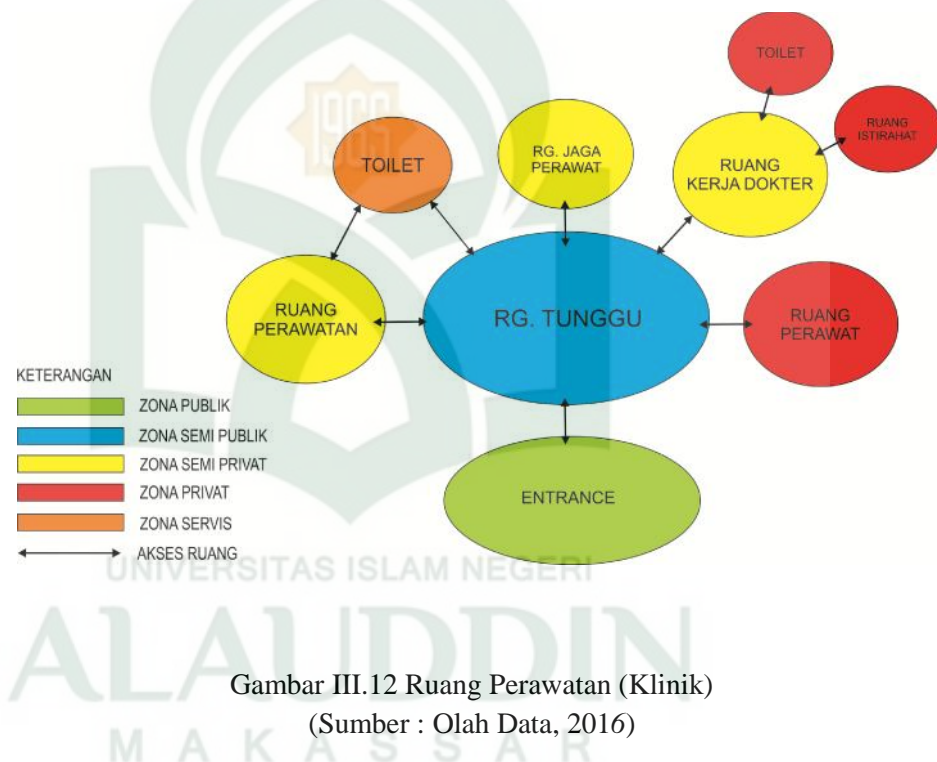 TOILET
RUANG
ISTIRAHAT
RG. JAGA
PERAWAT
TOILET
RUANG
KERJA DOKTER
RUANG
PERAWATAN
RG. TUNGGU
RUANG
PERAWAT
ENTRANCE
KETERANGAN
ZONA PUBLIK
ZONA SEMI PUBLIK
ZONA SEMI PRIVAT
ZONA PRIVAT
ZONA SERVIS
AKSES RUANG
1965
UNIVERSITAS ISLAM NEGERI
ALAUDDIN
MAKASSAR
Gambar III.12 Ruang Perawatan (Klinik)
(Sumber : Olah Data, 2016)